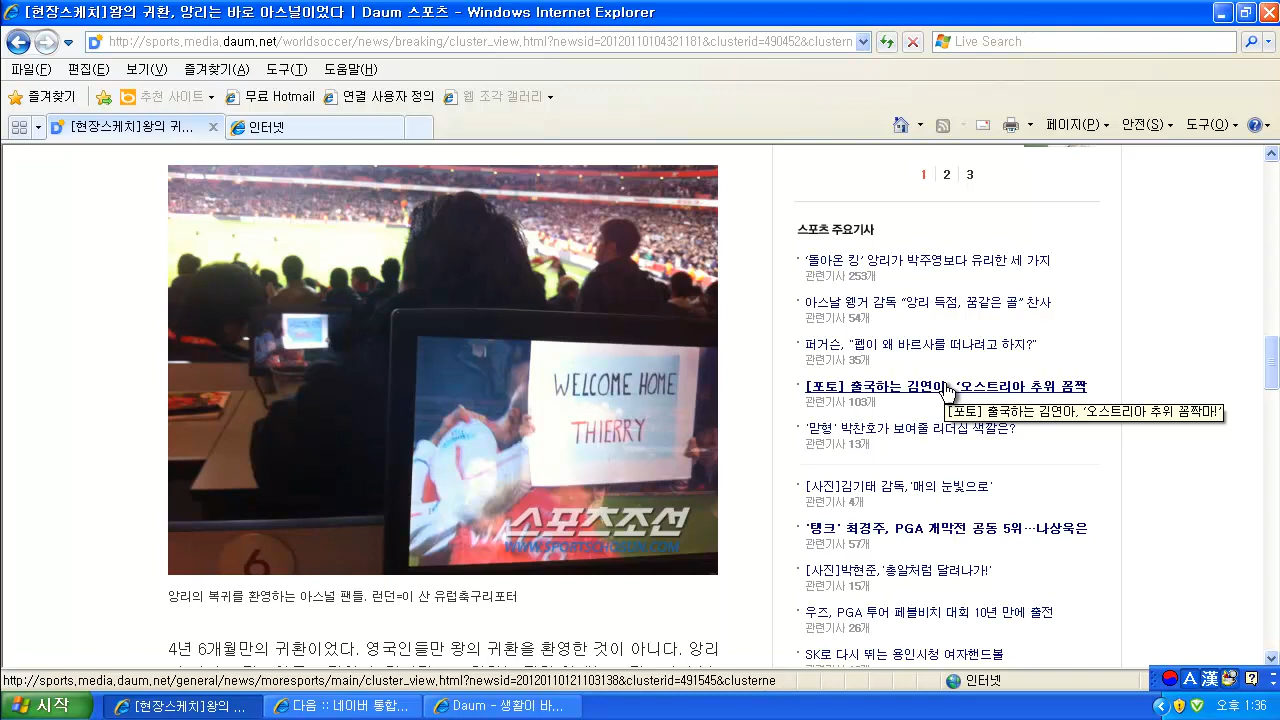 [현장스케치]왕의 귀환, 앙리는 바로 아스널이었다 | Daum 스포츠 - Windows Internet Explorer
http://sports.media.daum.net/worldsoccer/news/breaking/cluster_view.html?newsid=20120110104321181&clusterid=490452&clustern
Live Search
파일(F) 편집(E) 보기(V) 즐겨찾기(A) 도구(T) 도움말(H)
즐겨찾기 추천 사이트 무료 Hotmail 연결 사용자 정의 웹 조각 갤러리
[현장스케치]왕의 귀... 인터넷 페이지(P) 안전(S) 도구(O)
1 2 3
스포츠 주요기사
‘돌아온 킹’ 앙리가 박주영보다 유리한 세 가지
관련기사 253개
아스날 웽거 감독 “앙리 득점, 꿈같은 골” 찬사
관련기사 54개
퍼거슨, "펩이 왜 바르사를 떠나려고 하지?"
관련기사 35개
[포토] 출국하는 김연아, ‘오스트리아 추위 꼼짝
관련기사 103개
[포토] 출국하는 김연아, ‘오스트리아 추위 꼼짝마!’
'맏형' 박찬호가 보여줄 리더십 색깔은?
관련기사 13개
[사진]김기태 감독,'매의 눈빛으로'
관련기사 4개
'탱크' 최경주, PGA 개막전 공동 5위…나상욱은
관련기사 57개
[사진]박현준,'총알처럼 달려나가!'
관련기사 15개
우즈, PGA 투어 페블비치 대회 10년 만에 출전
관련기사 26개
SK로 다시 뛰는 용인시청 여자핸드볼
WELCOME HOME
THIERRY
스포츠조선
WWW.SPORTSCHOSUN.COM
6
앙리의 복귀를 환영하는 아스널 팬들. 런던=이 산 유럽축구리포터
4년 6개월만의 귀환이었다. 영국인들만 왕의 귀환을 환영한 것이 아니다. 앙리
http://sports.media.daum.net/general/news/moresports/main/cluster_view.html?newsid=20110121103138&clusterid=491545&clusterne
인터넷
A 漢
시작 [현장스케치]왕의 ... 다음 :: 네이버 통합... Daum - 생활이 바... 오후 1:36